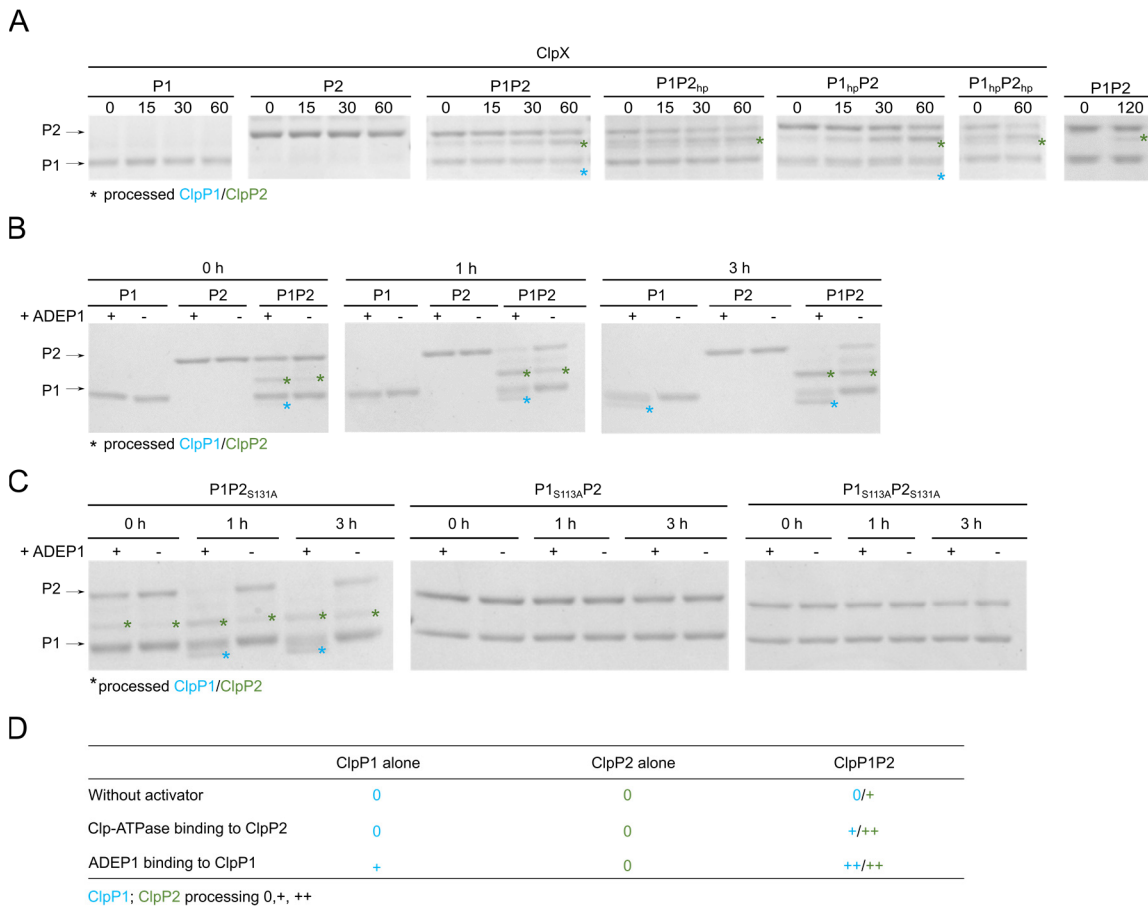 A
ClpX
P1 P2 P1P2 P1P2hp P1hpP2 P1hpP2hp P1P2
0 15 30 60 0 15 30 60 0 15 30 60 0 15 30 60 0 15 30 60 0 60 0 120
P2
*
*
*
*
*
P1
*
*
* processed ClpP1/ClpP2
B
0 h 1 h 3 h
P1 P2 P1P2 P1 P2 P1P2 P1 P2 P1P2
+ ADEP1 + - + - + - + - + - + - + - + - + -
P2
* * * * * *
P1
* * * *
* processed ClpP1/ClpP2
C
P1P2S131A P1S113AP2 P1S113AP2S131A
0 h 1 h 3 h 0 h 1 h 3 h 0 h 1 h 3 h
+ ADEP1 + - + - + - + - + - + - + - + - + -
P2
* * * * * *
P1
* *
*processed ClpP1/ClpP2
D
ClpP1 alone ClpP2 alone ClpP1P2
Without activator 0 0 0/+
Clp-ATPase binding to ClpP2 0 0 +/++
ADEP1 binding to ClpP1 + 0 ++/++
ClpP1; ClpP2 processing 0,+, ++